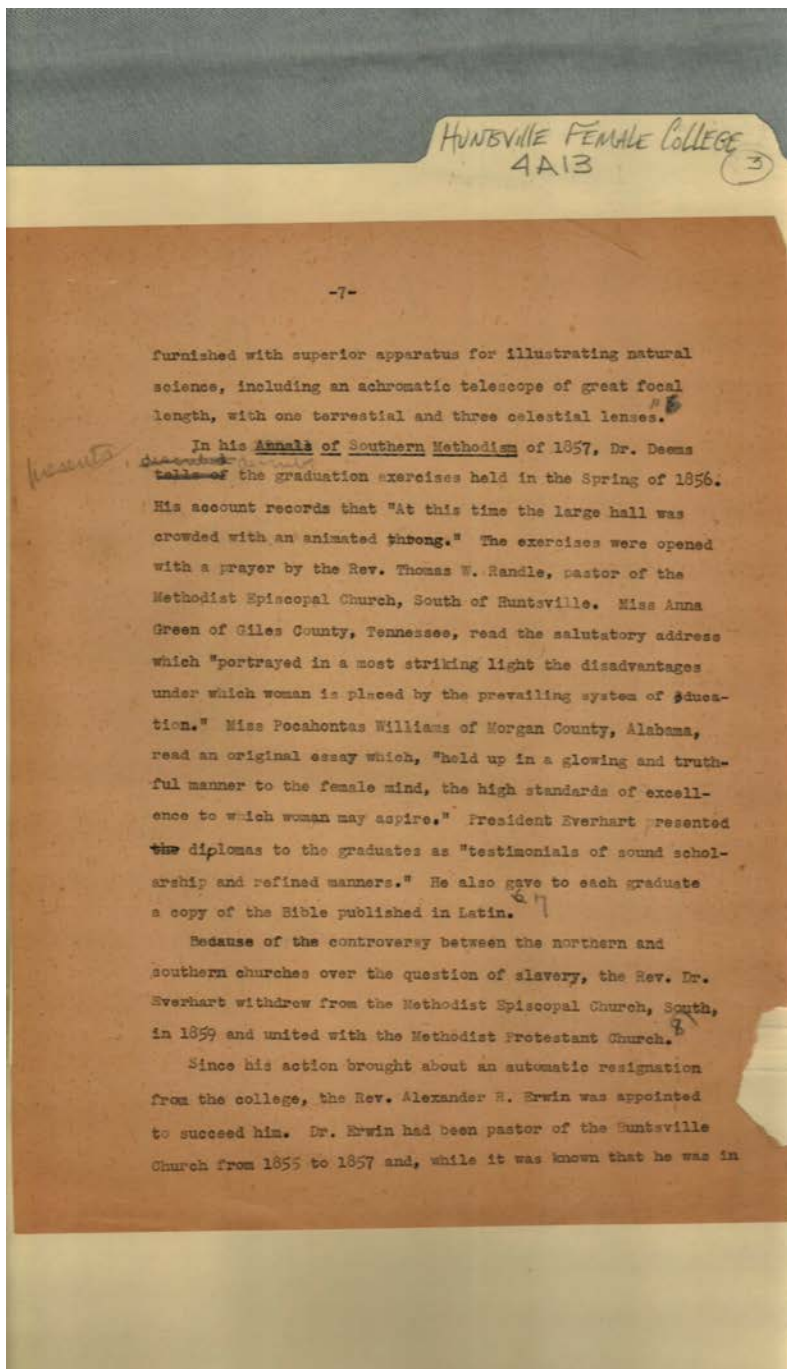 HUNSVIllE FEMALE COLLEGE
4A13
3
-7-
furnished with superior apparatus for illustrating natural
science, including an achromatic telescope of great focal
length, with one terrestial and three celestial lenses."
In his Annals of Southern Methodism of 1857, Dr. Deems
presents,
tells of the graduation exercises held in the Spring of 1856.
His account records that "At this time the large hall was
crowded with an animated throng." The exercises were opened
with a prayer by the Rev. Thomas W. Randle, pastor of the
Methodist Episcopal Church, South of Huntsville. Miss Anna
Green of Giles County, Tennessee, read the salutatory address
which "portrayed in a most striking light the disadvantages
under which woman is placed by the prevailing system of educa-
tion." Miss Pocahontas Williams of Morgan County, Alabama,
read an original essay which, "held up in a glowing and truth-
ful manner to the female mind, the high standards of excell-
ence to which woman may aspire." President Everhart presented
the diplomas to the graduates as "testimonials of sound schol-
arship and refined manners." He also gave to each graduate
a copy of the Bible published in Latin. 7
Because of the controversy between the northern and
southern churches over the question of slavery, the Rev. Dr.
Everhart withdrew from the Methodist Episcopal Church, South,
in 1859 and united with the Methodist Protestant Church. 8
Since his action brought about an automatic resignation
from the college, the Rev. Alexander R. Erwin was appointed
to succeed him. Dr. Erwin had been pastor of the Huntsville
Church from 1855 to 1857 and, while it was known that he was in